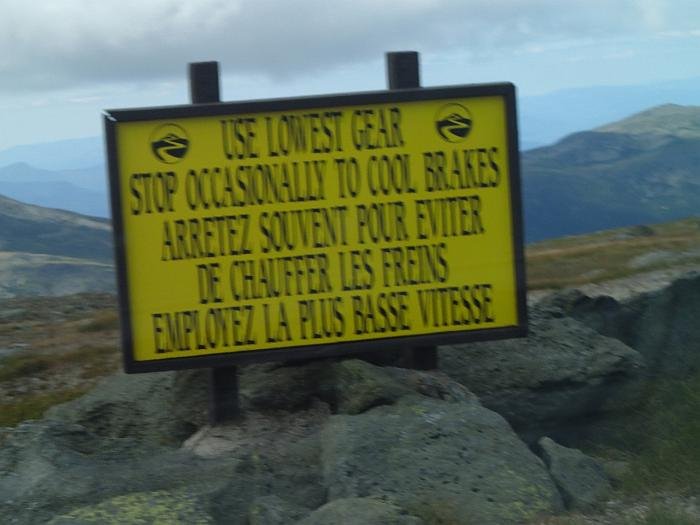 USE LOWEST GEAR
STOP OCCASIONALLY TO COOL BRAKES
ARRETEZ SOUVENT POUR EVITER
DE CHAUFFER LES FREINS
EMPLOYEZ LA PLUS BASSE VITESSE